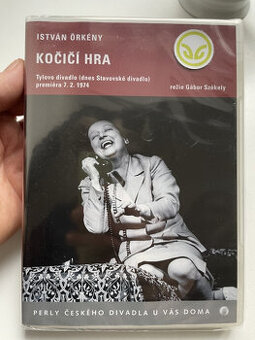 ISTVÁN ÖRKÉNY
KOČIČÍ HRA
Tylovo divadlo (dnes Stavovské divadlo)
premiéra 7. 2. 1974
režie Gábor Székely
PERLY ČESKÉHO DIVADLA U VÁS DOMA